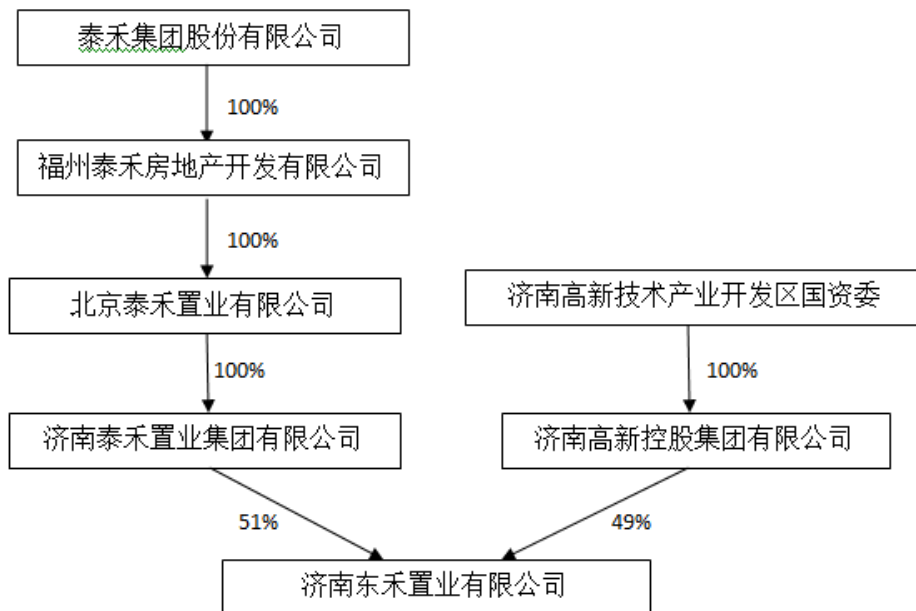 泰禾集团股份有限公司
100%
福州泰禾房地产开发有限公司
100%
北京泰禾置业有限公司
济南高新技术产业开发区国资委
100%
100%
济南泰禾置业集团有限公司
济南高新控股集团有限公司
51%
49%
济南东禾置业有限公司